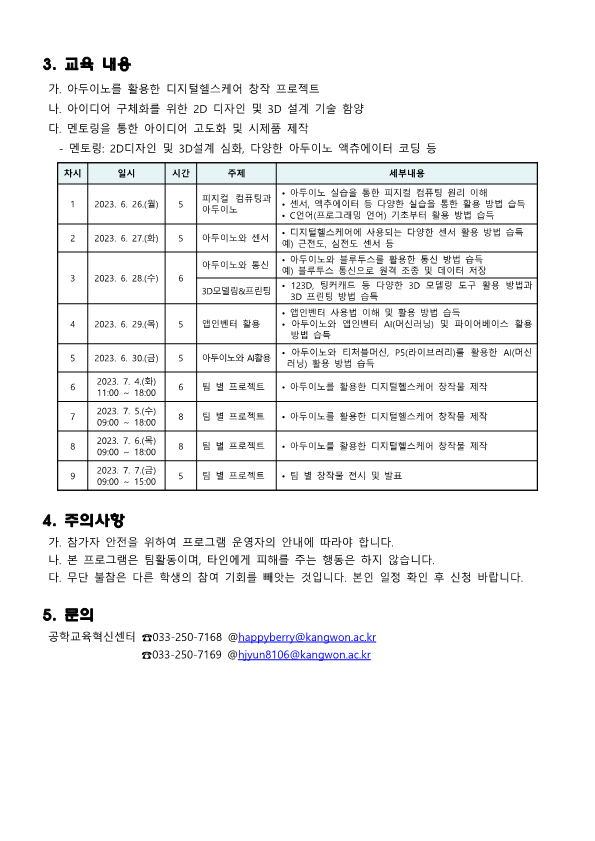 3. 교육 내용
가. 아두이노를 활용한 디지털헬스케어 창작 프로젝트
나. 아이디어 구체화를 위한 2D 디자인 및 3D 설계 기술 함양
다. 멘토링을 통한 아이디어 고도화 및 시제품 제작
- 멘토링: 2D디자인 및 3D설계 심화, 다양한 아두이노 액츄에이터 코딩 등
차시 일시 시간 주제 세부내용
1 2023. 6. 26.(월) 5 피지컬 컴퓨팅과 아두이노
• 아두이노 실습을 통한 피지컬 컴퓨팅 원리 이해
• 센서, 액추에이터 등 다양한 실습을 통한 활용 방법 습득
• C언어(프로그래밍 언어) 기초부터 활용 방법 습득
2 2023. 6. 27.(화) 5 아두이노와 센서
• 디지털헬스케어에 사용되는 다양한 센서 활용 방법 습득
예) 근전도, 심전도 센서 등
3 2023. 6. 28.(수) 6 아두이노와 통신
• 아두이노와 블루투스를 활용한 통신 방법 습득
예) 블루투스 통신으로 원격 조종 및 데이터 저장
3D모델링&프린팅
• 123D, 팅커캐드 등 다양한 3D 모델링 도구 활용 방법과
3D 프린팅 방법 습득
4 2023. 6. 29.(목) 5 앱인벤터 활용
• 앱인벤터 사용법 이해 및 활용 방법 습득
• 아두이노와 앱인벤터 AI(머신러닝) 및 파이어베이스 활용
방법 습득
5 2023. 6. 30.(금) 5 아두이노와 AI활용
• 아두이노와 티처블머신, P5(라이브러리)를 활용한 AI(머신
러닝) 활용 방법 습득
6 2023. 7. 4.(화) 11:00 ~ 18:00 6 팀 별 프로젝트 • 아두이노를 활용한 디지털헬스케어 창작물 제작
7 2023. 7. 5.(수) 09:00 ~ 18:00 8 팀 별 프로젝트 • 아두이노를 활용한 디지털헬스케어 창작물 제작
8 2023. 7. 6.(목) 09:00 ~ 18:00 8 팀 별 프로젝트 • 아두이노를 활용한 디지털헬스케어 창작물 제작
9 2023. 7. 7.(금) 09:00 ~ 15:00 5 팀 별 프로젝트 • 팀 별 창작물 전시 및 발표
4. 주의사항
가. 참가자 안전을 위하여 프로그램 운영자의 안내에 따라야 합니다.
나. 본 프로그램은 팀활동이며, 타인에게 피해를 주는 행동은 하지 않습니다.
다. 무단 불참은 다른 학생의 참여 기회를 빼앗는 것입니다. 본인 일정 확인 후 신청 바랍니다.
5. 문의
공학교육혁신센터 ☎033-250-7168 @happyberry@kangwon.ac.kr
☎033-250-7169 @hjyun8106@kangwon.ac.kr